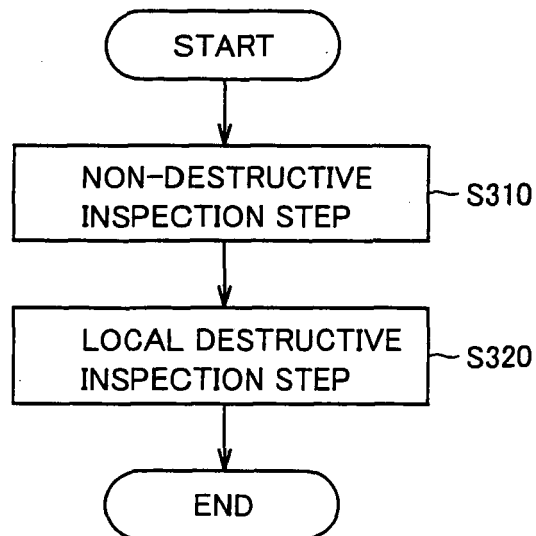 START
NON-DESTRUCTIVE
INSPECTION STEP
S310
LOCAL DESTRUCTIVE
INSPECTION STEP
S320
END